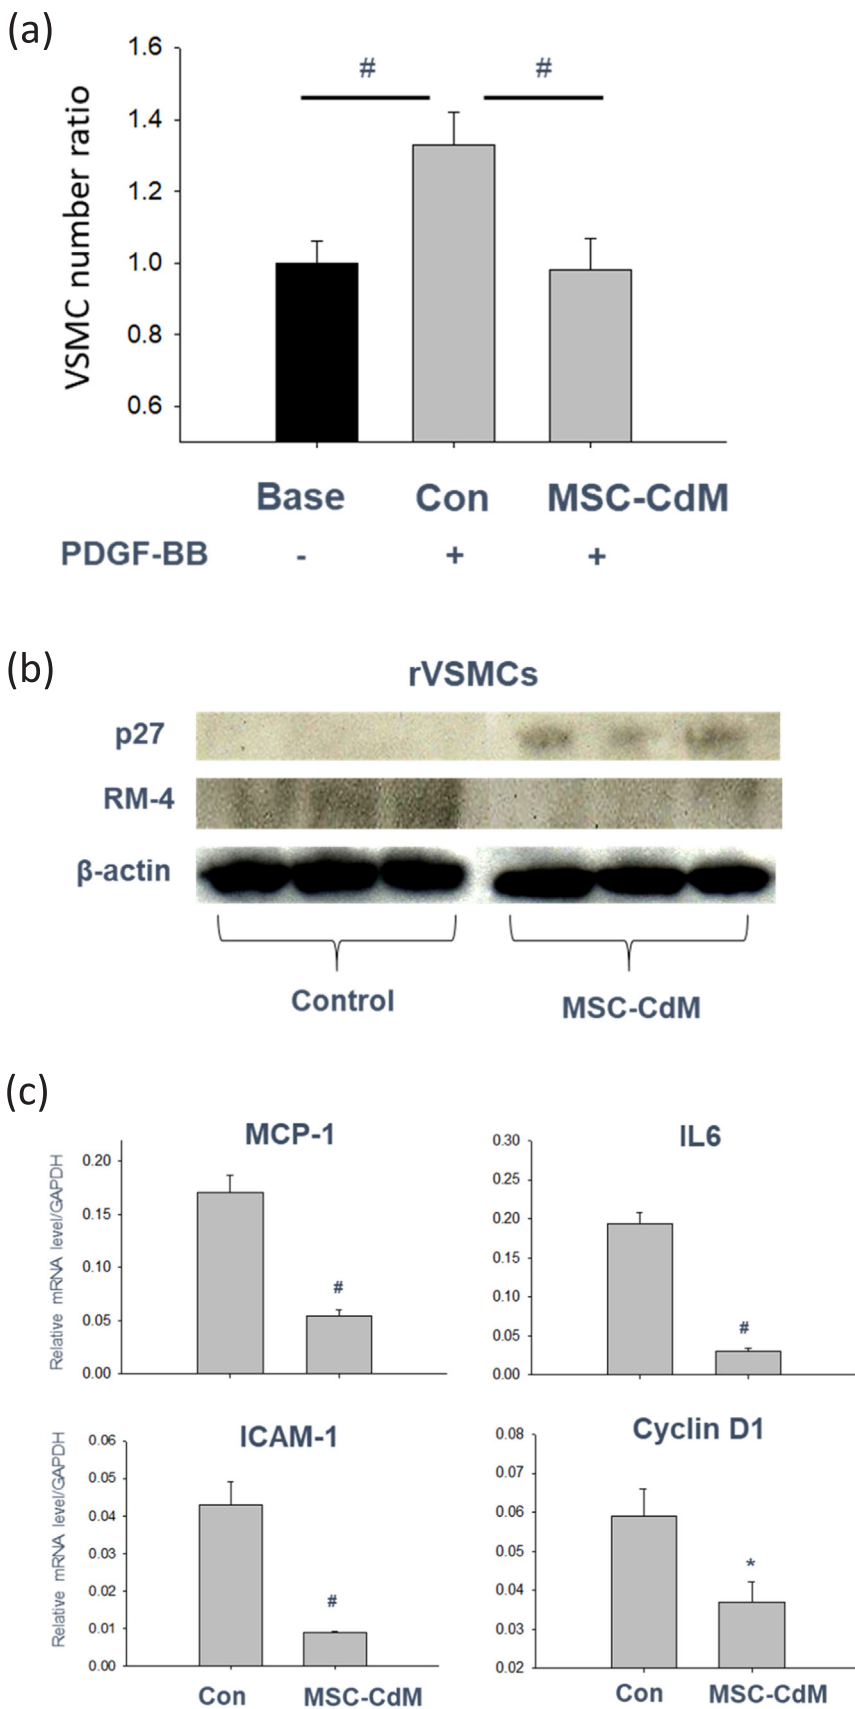 (a)
VSMC number ratio
1.6
1.4
1.2
1.0
0.8
0.6
# #
Base Con MSC-CdM
PDGF-BB - + +
(b)
rVSMCs
p27
RM-4
β-actin
Control MSC-CdM
(c)
MCP-1
Relative mRNA level/GAPDH
0.20
0.15
0.10
0.05
0.00
#
IL6
0.30
0.25
0.20
0.15
0.10
0.05
0.00
#
ICAM-1
Relative mRNA level/GAPDH
0.06
0.05
0.04
0.03
0.02
0.01
0.00
#
Con MSC-CdM
Cyclin D1
0.08
0.07
0.06
0.05
0.04
0.03
0.02
*
Con MSC-CdM